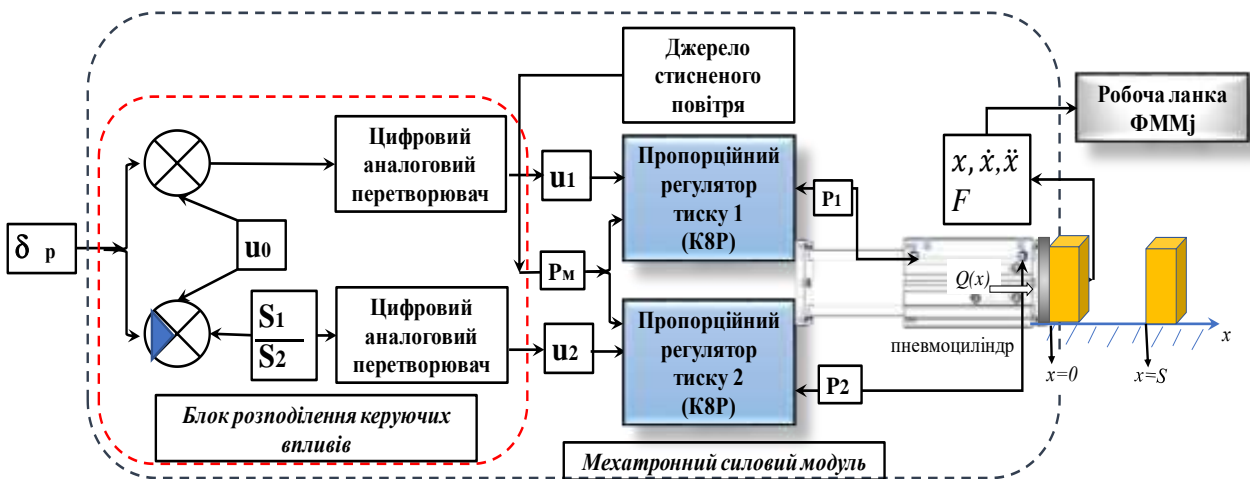 Джерело
стисненого
повітря
Робоча ланка
ФММj
Цифровий
аналоговий
перетворювач
u1
Пропорційний
регулятор
тиску 1
(К8Р)
P1
x, ẋ, ẍ
F
δ р
u0
Pм
Q(x)
S1
S2
Цифровий
аналоговий
перетворювач
u2
Пропорційний
регулятор
тиску 2
(К8Р)
P2
пневмоциліндр
x
x=0
x=S
Блок розподілення керуючих
впливів
Мехатронний силовий модуль